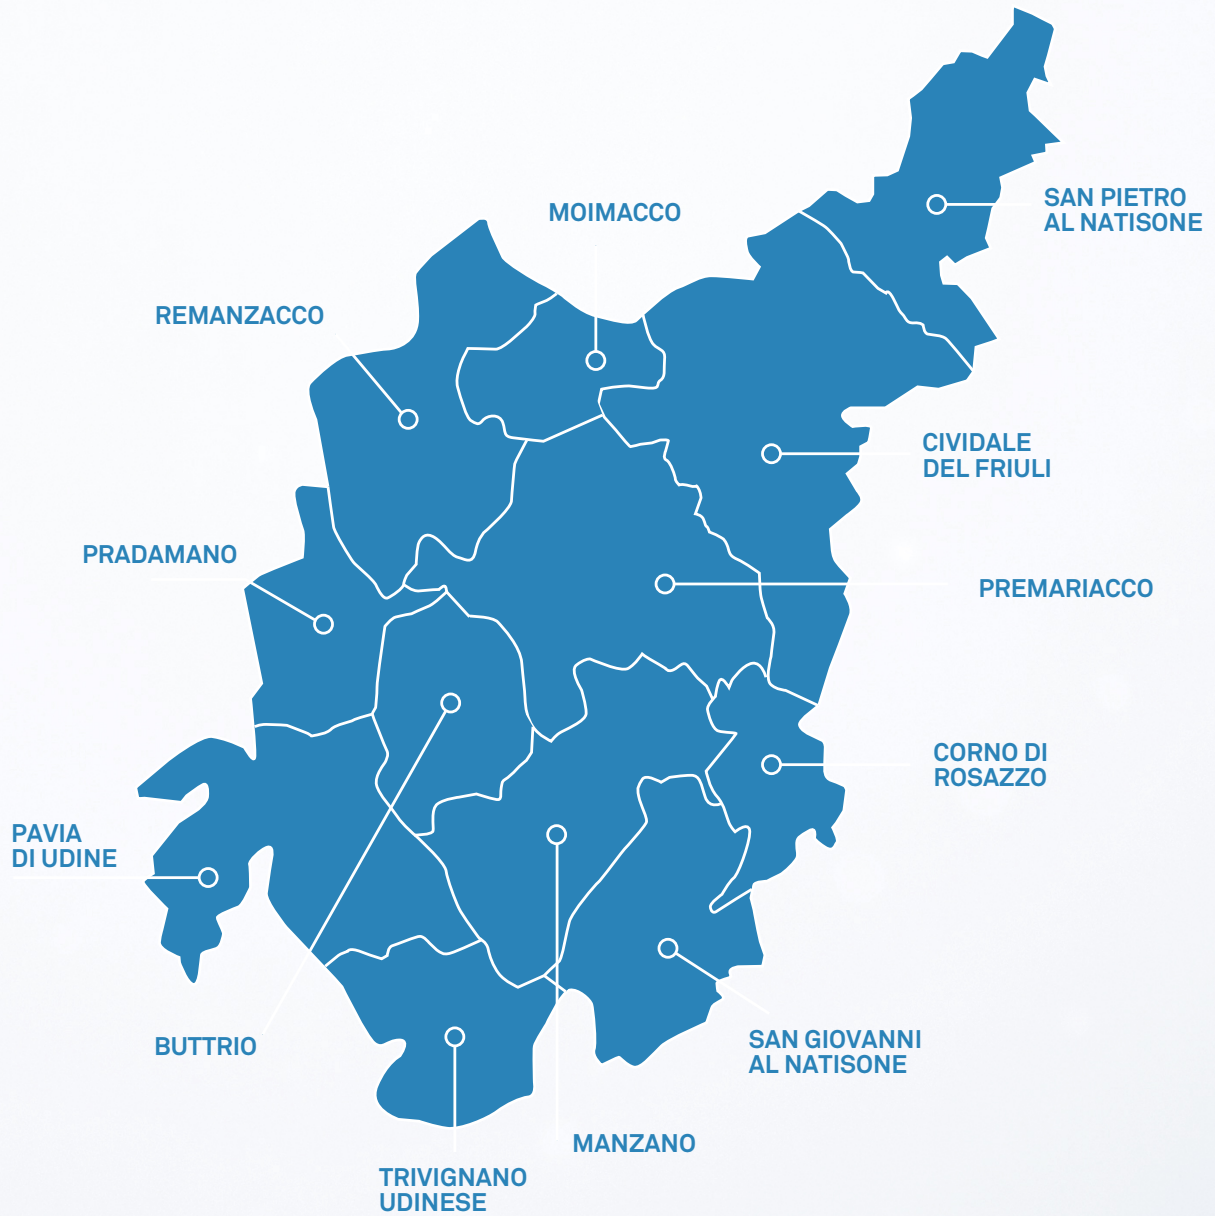 SAN PIETRO
AL NATISONE
MOIMACCO
REMANZACCO
CIVIDALE
DEL FRIULI
PRADAMANO
PREMARIACCO
CORNO DI
ROSAZZO
PAVIA
DI UDINE
BUTTRIO
SAN GIOVANNI
AL NATISONE
MANZANO
TRIVIGNANO
UDINESE